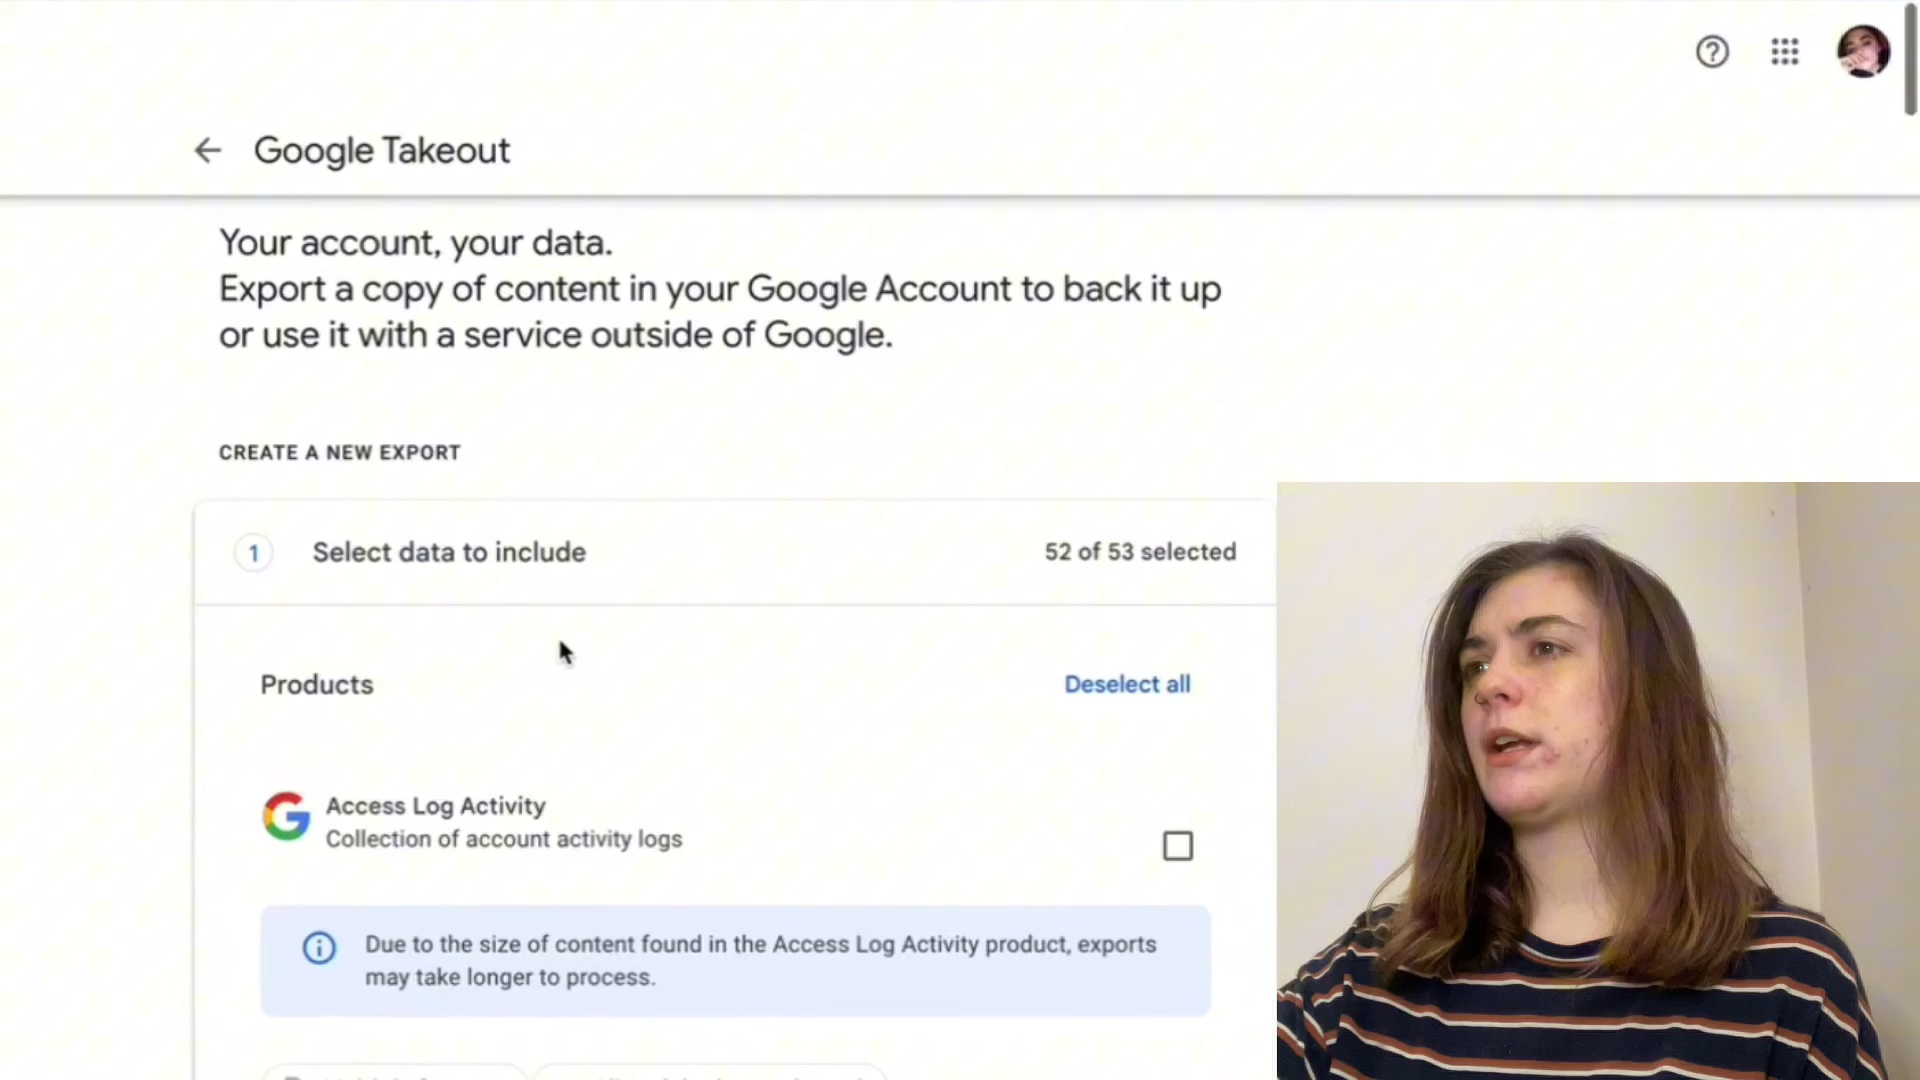 Google Takeout
Your account, your data.
Export a copy of content in your Google Account to back it up
or use it with a service outside of Google.
CREATE A NEW EXPORT
1 Select data to include 52 of 53 selected
Products Deselect all
Access Log Activity
Collection of account activity logs
Due to the size of content found in the Access Log Activity product, exports
may take longer to process.